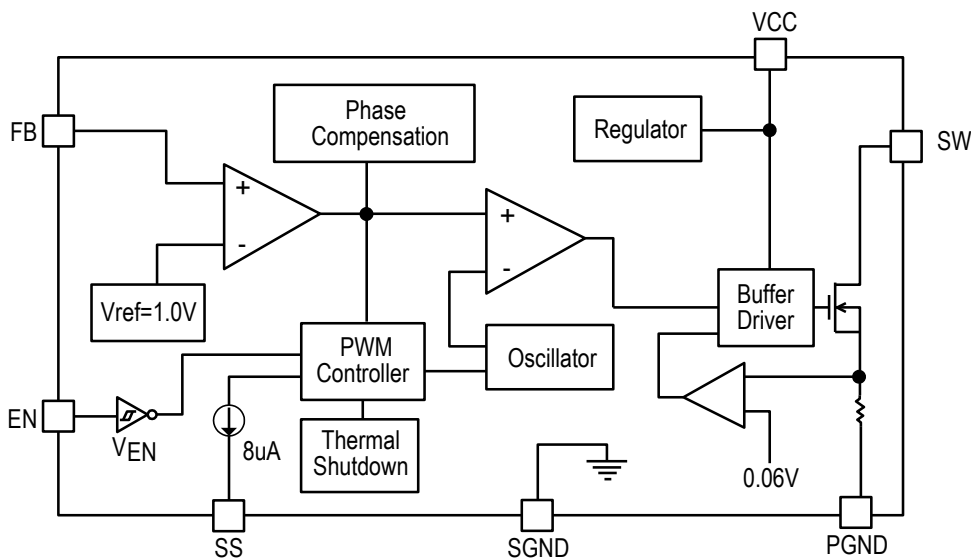 VCC
FB
Phase
Compensation
Regulator
SW
+
-
+
-
Vref=1.0V
Buffer
Driver
PWM
Controller
Oscillator
EN
VEN
8uA
Thermal
Shutdown
0.06V
SS
SGND
PGND